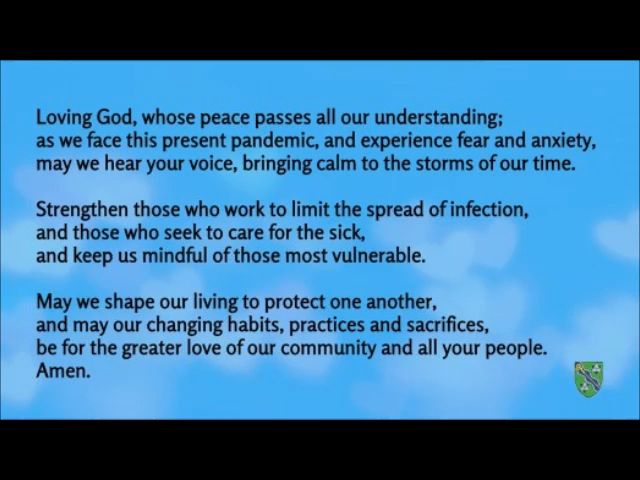 Loving God, whose peace passes all our understanding;
as we face this present pandemic, and experience fear and anxiety,
may we hear your voice, bringing calm to the storms of our time.
Strengthen those who work to limit the spread of infection,
and those who seek to care for the sick,
and keep us mindful of those most vulnerable.
May we shape our living to protect one another,
and may our changing habits, practices and sacrifices,
be for the greater love of our community and all your people.
Amen.